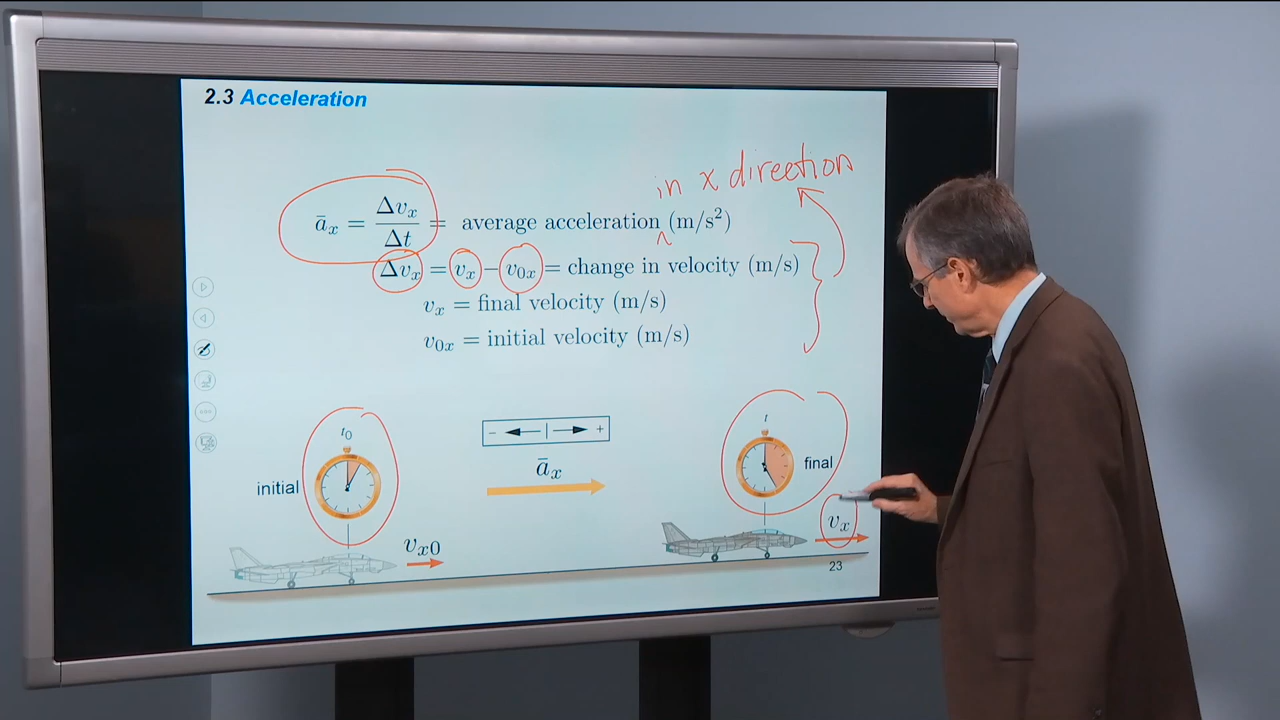 2.3 Acceleration
in x direction
āₓ = Δvₓ/Δt = average acceleration (m/s²)
Δvₓ = vₓ − v₀ₓ = change in velocity (m/s)
vₓ = final velocity (m/s)
v₀ₓ = initial velocity (m/s)
t₀
t
− +
āₓ
initial
final
vₓ₀
vₓ
23